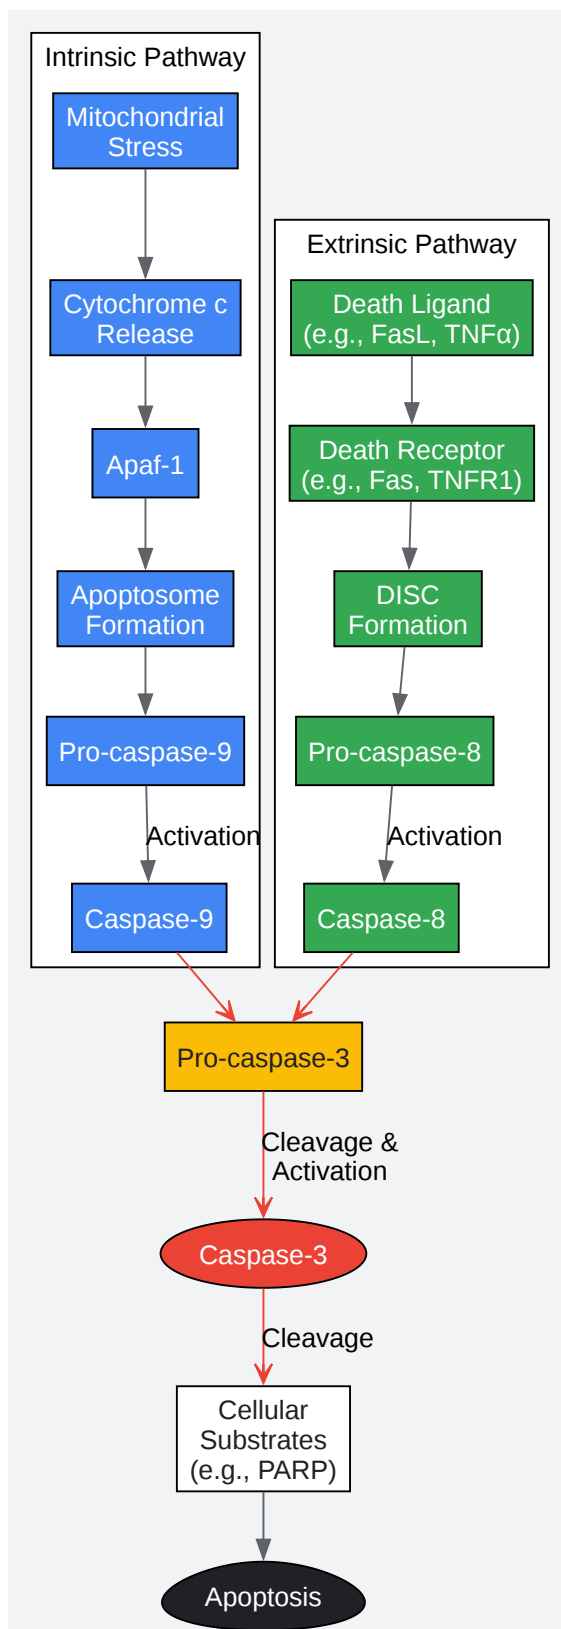 Intrinsic Pathway
Mitochondrial
Stress
Cytochrome c
Release
Apaf-1
Apoptosome
Formation
Pro-caspase-9
Activation
Caspase-9
Extrinsic Pathway
Death Ligand
(e.g., FasL, TNFα)
Death Receptor
(e.g., Fas, TNFR1)
DISC
Formation
Pro-caspase-8
Activation
Caspase-8
Pro-caspase-3
Cleavage &
Activation
Caspase-3
Cleavage
Cellular
Substrates
(e.g., PARP)
Apoptosis